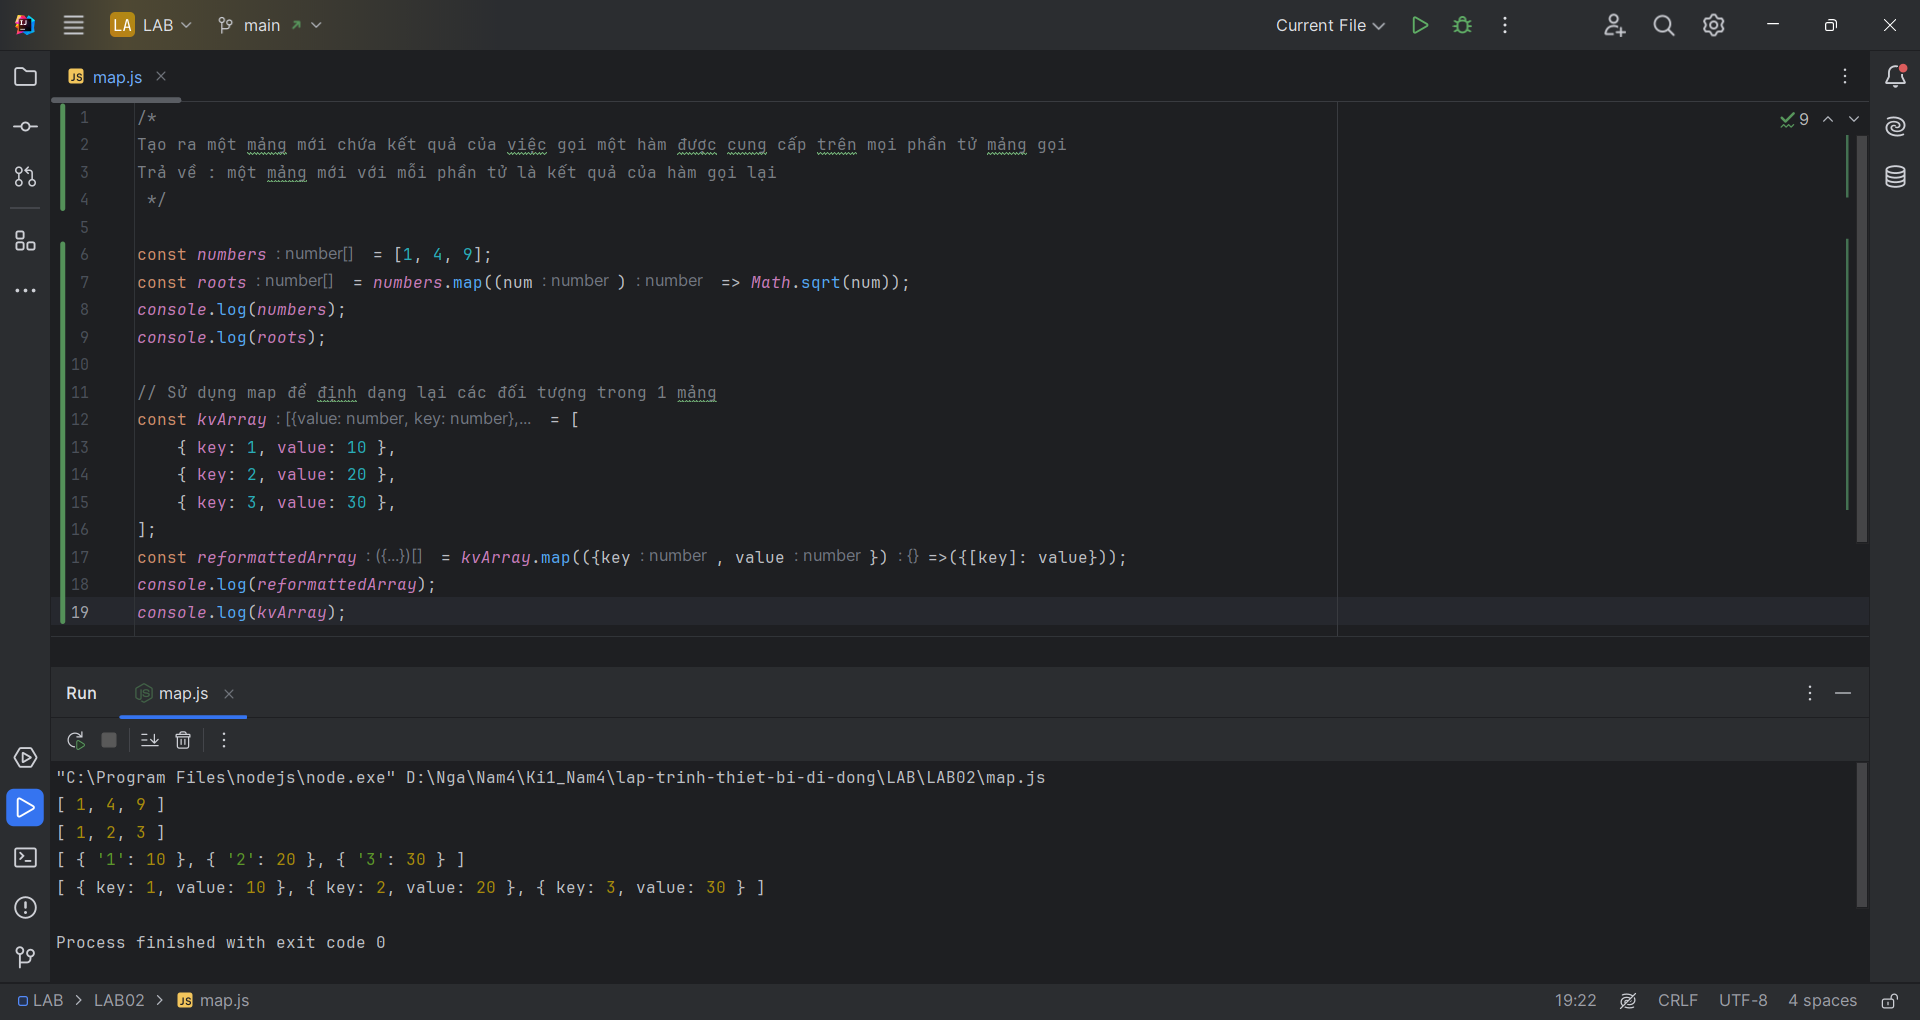 LA LAB main Current File
map.js
1 /*
2 Tạo ra một mảng mới chứa kết quả của việc gọi một hàm được cung cấp trên mọi phần tử mảng gọi
3 Trả về : một mảng mới với mỗi phần tử là kết quả của hàm gọi lại
4 */
5
6 const numbers : number[] = [1, 4, 9];
7 const roots : number[] = numbers.map((num : number ) : number => Math.sqrt(num));
8 console.log(numbers);
9 console.log(roots);
10
11 // Sử dụng map để định dạng lại các đối tượng trong 1 mảng
12 const kvArray : [{value: number, key: number},... = [
13 { key: 1, value: 10 },
14 { key: 2, value: 20 },
15 { key: 3, value: 30 },
16 ];
17 const reformattedArray : ({...})[] = kvArray.map(({key : number , value : number }) : {} =>({[key]: value}));
18 console.log(reformattedArray);
19 console.log(kvArray);
9
Run map.js
"C:\Program Files\nodejs\node.exe" D:\Nga\Nam4\Ki1_Nam4\lap-trinh-thiet-bi-di-dong\LAB\LAB02\map.js
[ 1, 4, 9 ]
[ 1, 2, 3 ]
[ { '1': 10 }, { '2': 20 }, { '3': 30 } ]
[ { key: 1, value: 10 }, { key: 2, value: 20 }, { key: 3, value: 30 } ]
Process finished with exit code 0
LAB > LAB02 > JS map.js 19:22 CRLF UTF-8 4 spaces